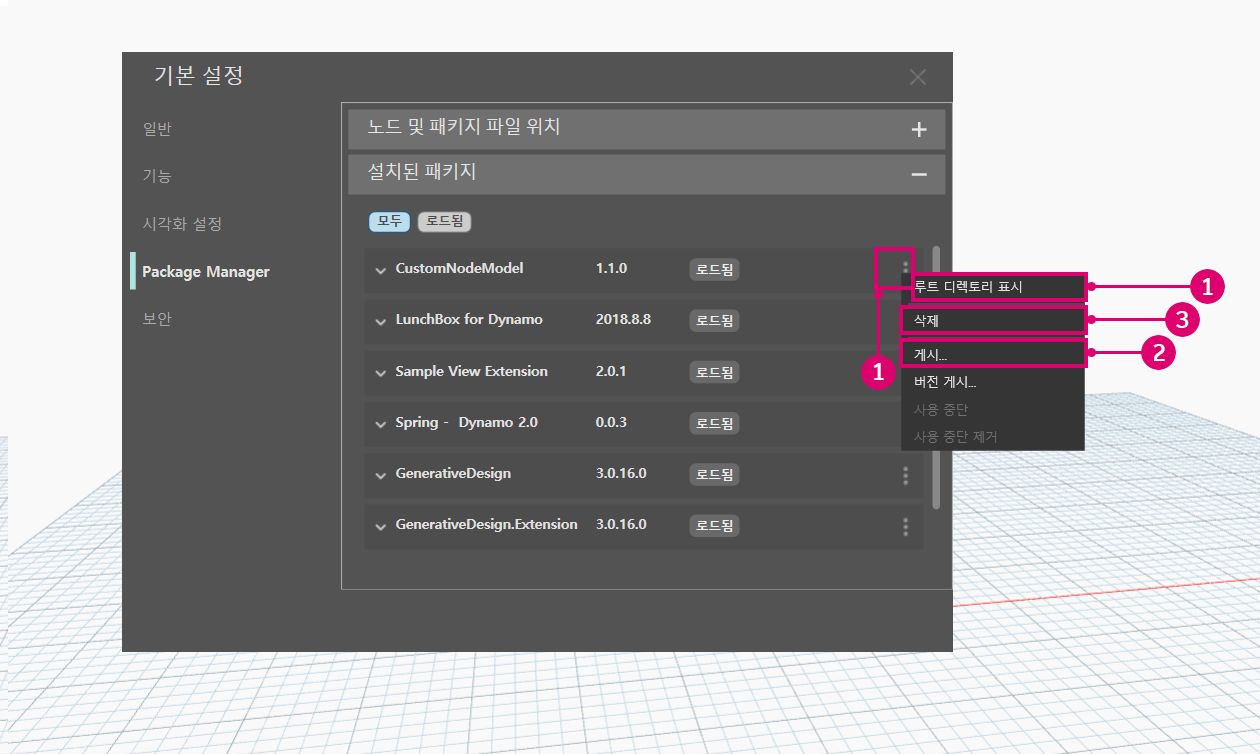 기본 설정
일반
기능
시각화 설정
Package Manager
보안
노드 및 패키지 파일 위치
설치된 패키지
모두 로드됨
CustomNodeModel 1.1.0 로드됨
LunchBox for Dynamo 2018.8.8 로드됨
Sample View Extension 2.0.1 로드됨
Spring - Dynamo 2.0 0.0.3 로드됨
GenerativeDesign 3.0.16.0 로드됨
GenerativeDesign.Extension 3.0.16.0 로드됨
루트 디렉토리 표시 1
삭제 3
게시... 2
버전 게시...
사용 중단
사용 중단 제거
1